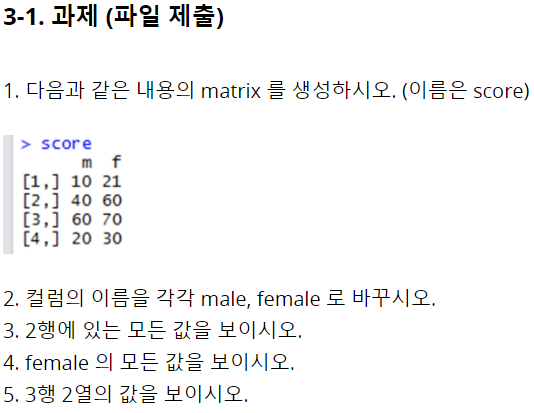 3-1. 과제 (파일 제출)
1. 다음과 같은 내용의 matrix 를 생성하시오. (이름은 score)
> score
m f
[1,] 10 21
[2,] 40 60
[3,] 60 70
[4,] 20 30
2. 컬럼의 이름을 각각 male, female 로 바꾸시오.
3. 2행에 있는 모든 값을 보이시오.
4. female 의 모든 값을 보이시오.
5. 3행 2열의 값을 보이시오.